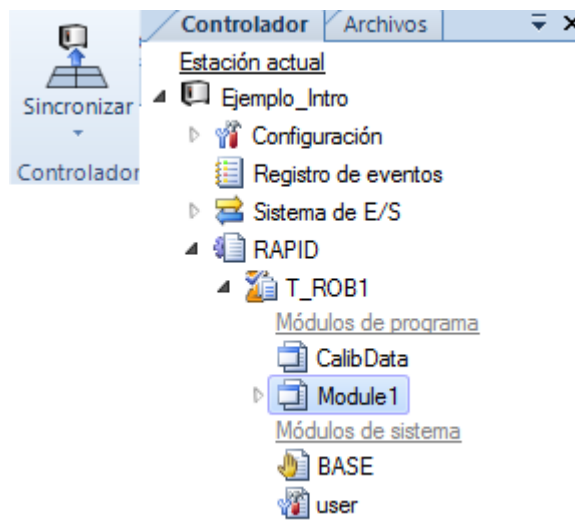 Sincronizar
Controlador
Controlador Archivos
Estación actual
Ejemplo_Intro
Configuración
Registro de eventos
Sistema de E/S
RAPID
T_ROB1
Módulos de programa
CalibData
Module1
Módulos de sistema
BASE
user